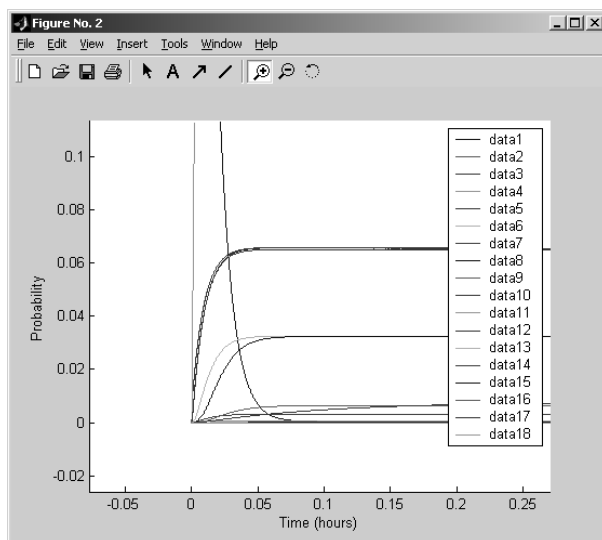 Figure No. 2
File Edit View Insert Tools Window Help
A
0.1
0.08
0.06
0.04
0.02
0
-0.02
Probability
-0.05 0 0.05 0.1 0.15 0.2 0.25
Time (hours)
data1
data2
data3
data4
data5
data6
data7
data8
data9
data10
data11
data12
data13
data14
data15
data16
data17
data18